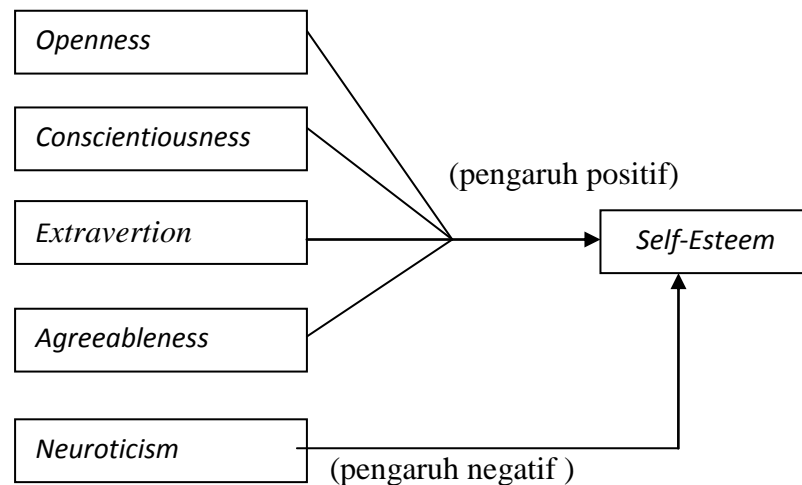 Openness
Conscientiousness
(pengaruh positif)
Extravertion
Self-Esteem
Agreeableness
Neuroticism
(pengaruh negatif )